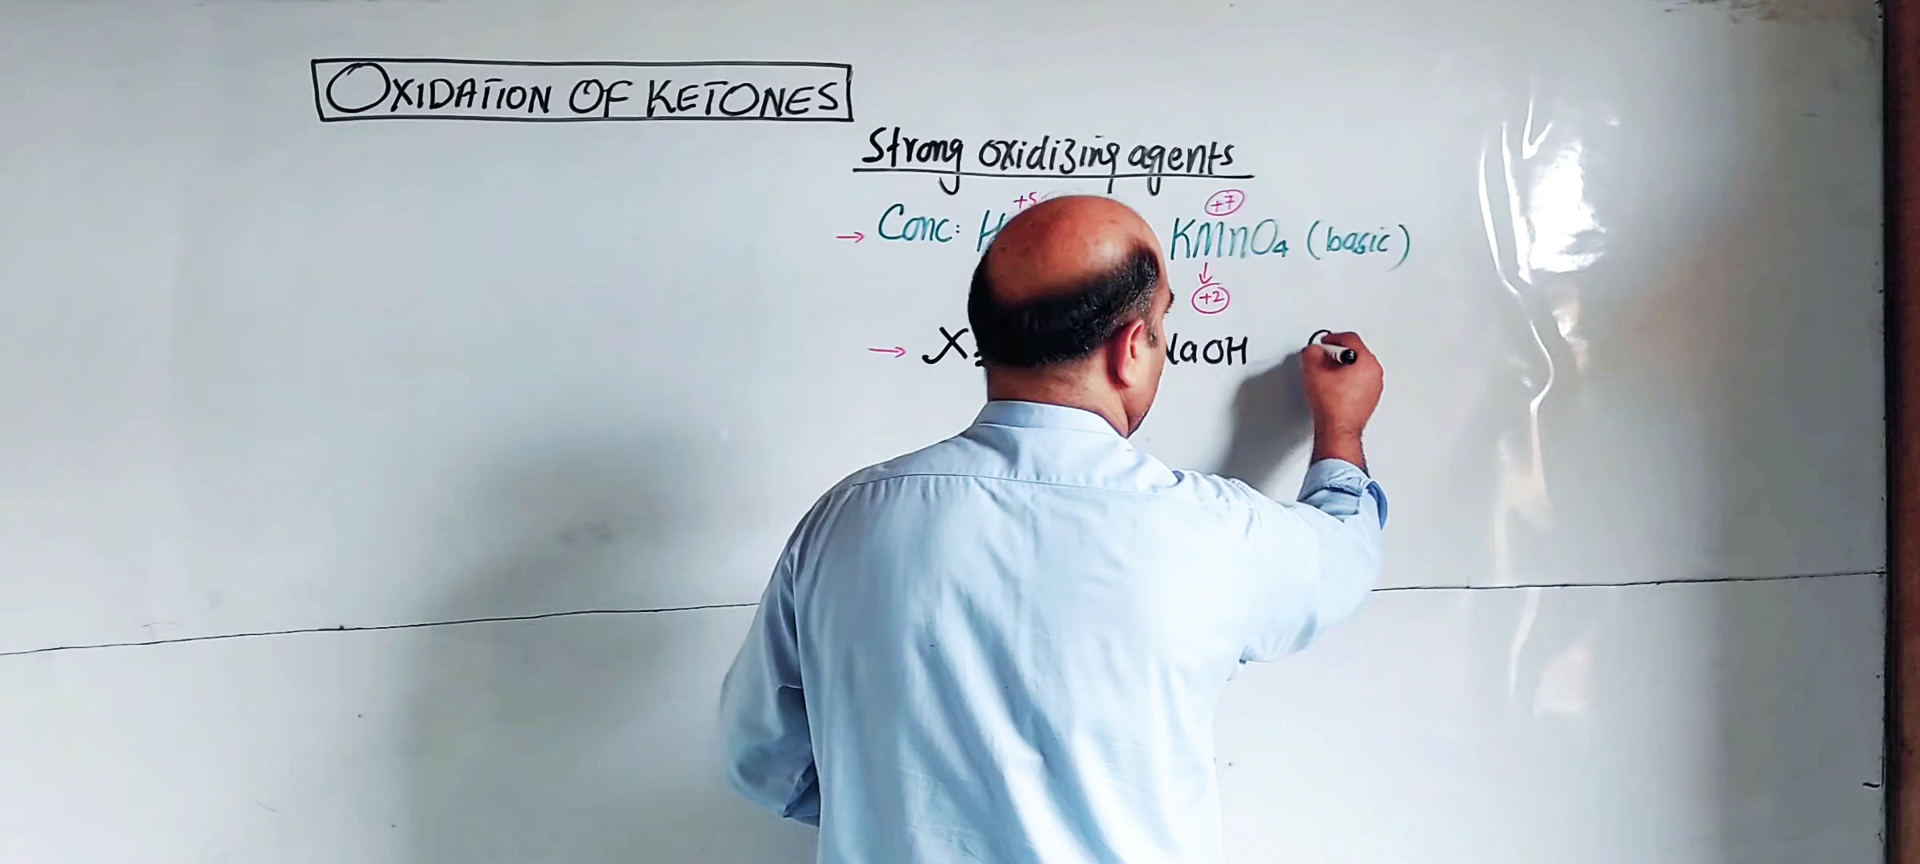 OXIDATION OF KETONES
Strong oxidizing agents
+5 +7
→ Conc: H KMnO₄ (basic)
↓
+2
→ X NaOH